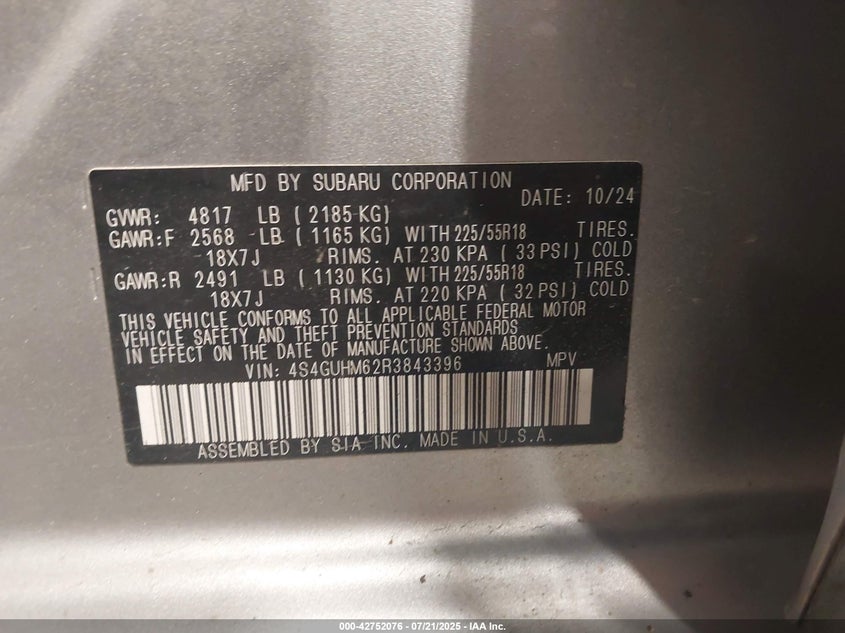 MFD BY SUBARU CORPORATION DATE: 10/24
GVWR: 4817 LB ( 2185 KG)
GAWR:F 2568 LB ( 1165 KG) WITH 225/55R18 TIRES.
18X7J RIMS. AT 230 KPA ( 33 PSI) COLD
GAWR:R 2491 LB ( 1130 KG) WITH 225/55R18 TIRES.
18X7J RIMS. AT 220 KPA ( 32 PSI) COLD
THIS VEHICLE CONFORMS TO ALL APPLICABLE FEDERAL MOTOR
VEHICLE SAFETY AND THEFT PREVENTION STANDARDS
IN EFFECT ON THE DATE OF MANUFACTURE SHOWN ABOVE.
VIN: 4S4GUHM62R3843396 MPV
ASSEMBLED BY SIA INC. MADE IN U.S.A.
000-42752076 - 07/21/2025 - IAA Inc.